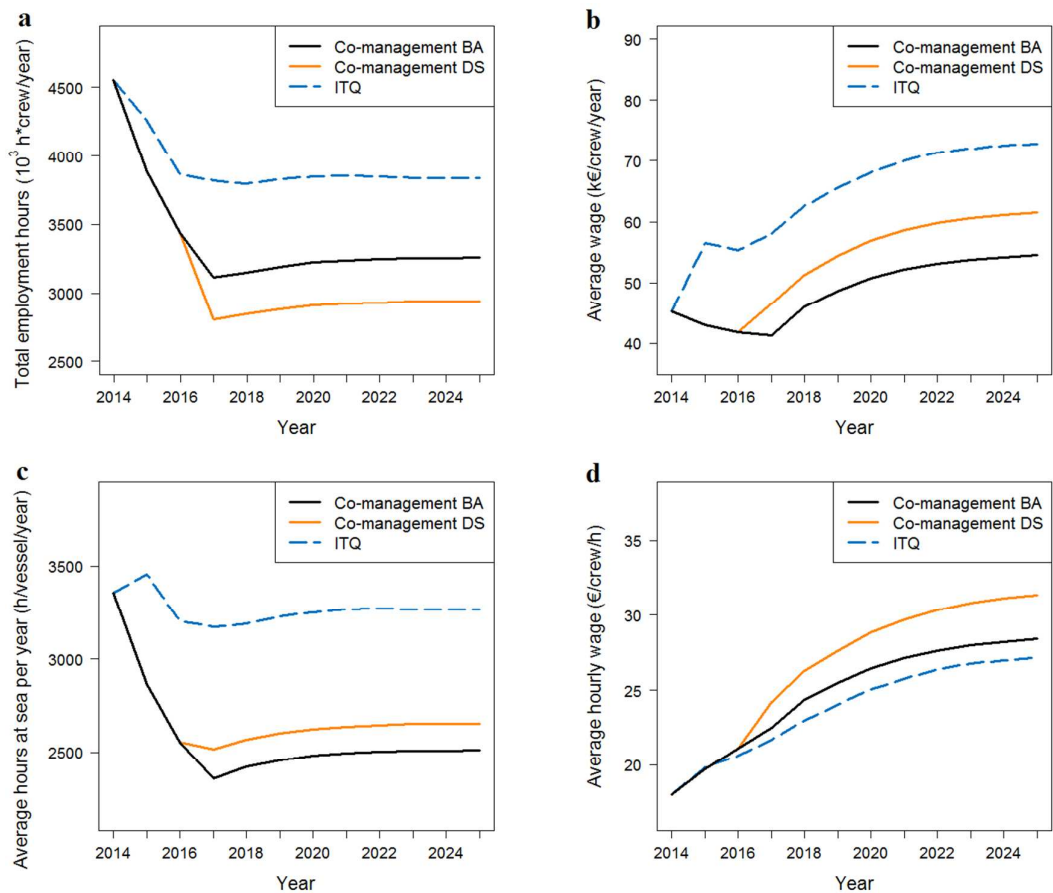 a
Total employment hours (10³ h*crew/year)
4500
4000
3500
3000
2500
Co-management BA
Co-management DS
ITQ
2014 2016 2018 2020 2022 2024
Year
b
Average wage (k€/crew/year)
90
80
70
60
50
40
Co-management BA
Co-management DS
ITQ
2014 2016 2018 2020 2022 2024
Year
c
Average hours at sea per year (h/vessel/year)
3500
3000
2500
Co-management BA
Co-management DS
ITQ
2014 2016 2018 2020 2022 2024
Year
d
Average hourly wage (€/crew/h)
35
30
25
20
Co-management BA
Co-management DS
ITQ
2014 2016 2018 2020 2022 2024
Year